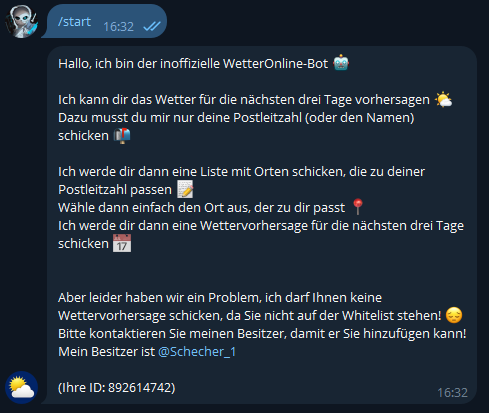 /start 16:32
Hallo, ich bin der inoffizielle WetterOnline-Bot 🤖
Ich kann dir das Wetter für die nächsten drei Tage vorhersagen 🌤️
Dazu musst du mir nur deine Postleitzahl (oder den Namen)
schicken 📬
Ich werde dir dann eine Liste mit Orten schicken, die zu deiner
Postleitzahl passen 📝
Wähle dann einfach den Ort aus, der zu dir passt 📍
Ich werde dir dann eine Wettervorhersage für die nächsten drei Tage
schicken 📅
Aber leider haben wir ein Problem, ich darf Ihnen keine
Wettervorhersage schicken, da Sie nicht auf der Whitelist stehen! 😔
Bitte kontaktieren Sie meinen Besitzer, damit er Sie hinzufügen kann!
Mein Besitzer ist @Schecher_1
(Ihre ID: 892614742)
16:32